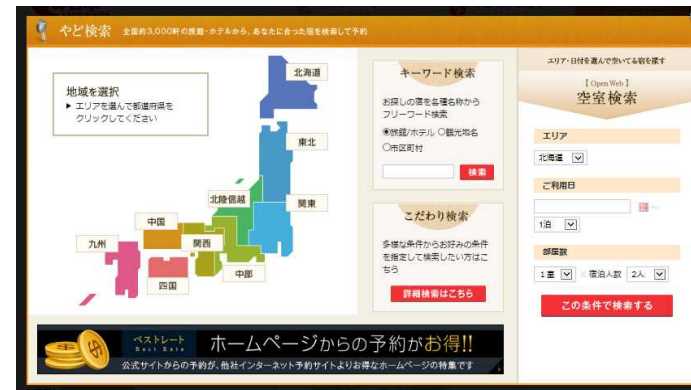 やど検索 全国約3,000軒の旅館・ホテルから、あなたに合った宿を検索して予約
地域を選択
▶ エリアを選んで都道府県を
クリックしてください
北海道
東北
北陸信越
関東
中国
九州
関西
中部
四国
キーワード検索
お探しの宿を名種名称から
フリーワード検索
旅館/ホテル 観光地名
市区町村
検索
こだわり検索
多様な条件からお好みの条件
を指定して検索したい方はこ
ちら
詳細検索はこちら
エリア・日付を選んで空いてる宿を探す
[Open Web]
空室検索
エリア
北海道
ご利用日
～
1泊
部屋数
1室 × 宿泊人数 2人
この条件で検索する
ベストレート
Best Rate
ホームページからの予約がお得!!
公式サイトからの予約が、他社インターネット予約サイトよりお得なホームページの特集です